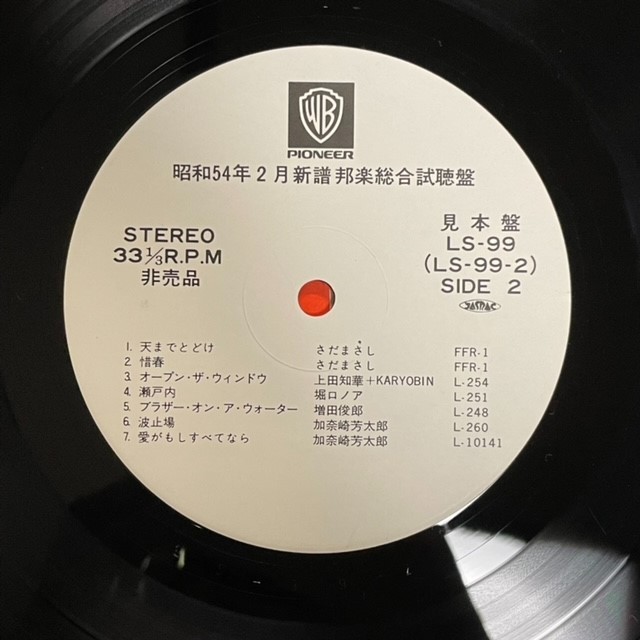 WB
PIONEER
昭和54年2月新譜邦楽総合試聴盤
STEREO
33 1/3 R.P.M
非売品
見本盤
LS-99
(LS-99-2)
SIDE 2
JASRAC
1. 天までとどけ さだまさし FFR-1
2. 惜春 さだまさし FFR-1
3. オープン・ザ・ウィンドウ 上田知華+KARYOBIN L-254
4. 瀬戸内 堀口ノア L-251
5. ブラザー・オン・ア・ウォーター 増田俊郎 L-248
6. 波止場 加奈崎芳太郎 L-260
7. 愛がもしすべてなら 加奈崎芳太郎 L-10141